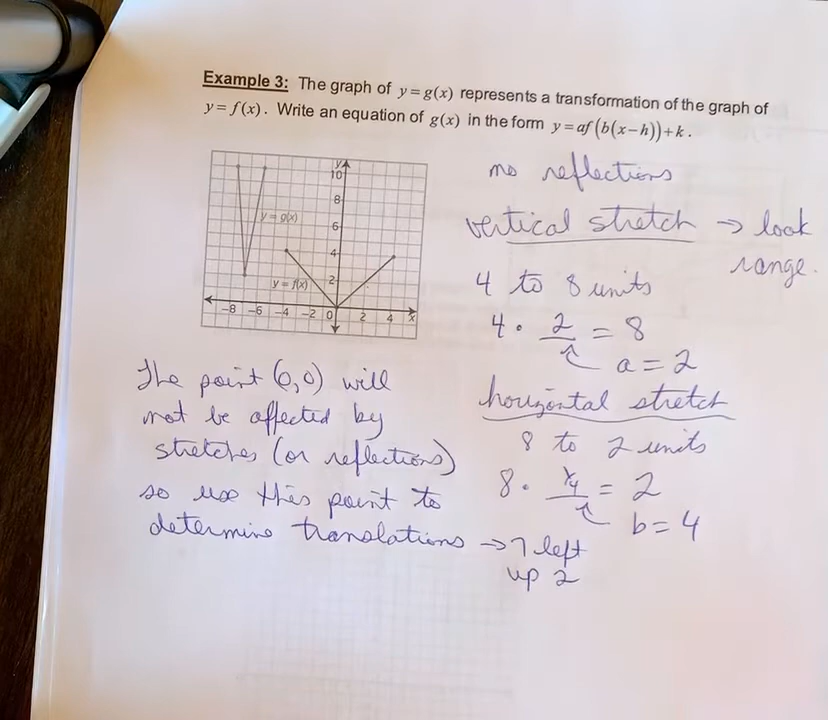 Example 3: The graph of y = g(x) represents a transformation of the graph of
y = f(x). Write an equation of g(x) in the form y = af(b(x-h))+k.
y
10
8
6
4
2
y = g(x)
y = f(x)
-8 -6 -4 -2 0 2 4 x
no reflections
vertical stretch → look
range.
4 to 8 units
4 · 2 = 8
a = 2
horizontal stretch
8 to 2 units
8 · 1/4 = 2
b = 4
The point (0,0) will
not be affected by
stretches (or reflections)
so use this point to
determine translations → 7 left
up 2